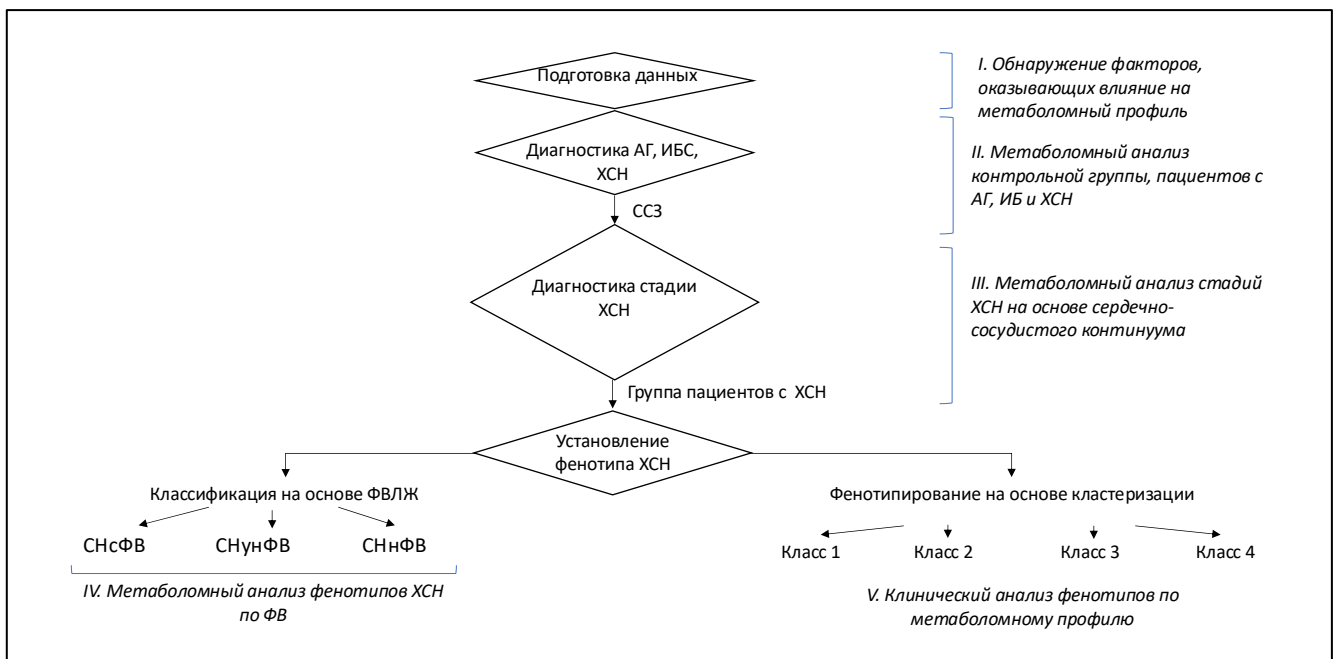 Подготовка данных
I. Обнаружение факторов,
оказывающих влияние на
метаболомный профиль
Диагностика АГ, ИБС,
ХСН
II. Метаболомный анализ
контрольной группы, пациентов с
АГ, ИБ и ХСН
ССЗ
Диагностика стадии
ХСН
III. Метаболомный анализ стадий
ХСН на основе сердечно-
сосудистого континуума
Группа пациентов с ХСН
Установление
фенотипа ХСН
Классификация на основе ФВЛЖ
СНсФВ СНунФВ СНнФВ
IV. Метаболомный анализ фенотипов ХСН
по ФВ
Фенотипирование на основе кластеризации
Класс 1 Класс 2 Класс 3 Класс 4
V. Клинический анализ фенотипов по
метаболомному профилю